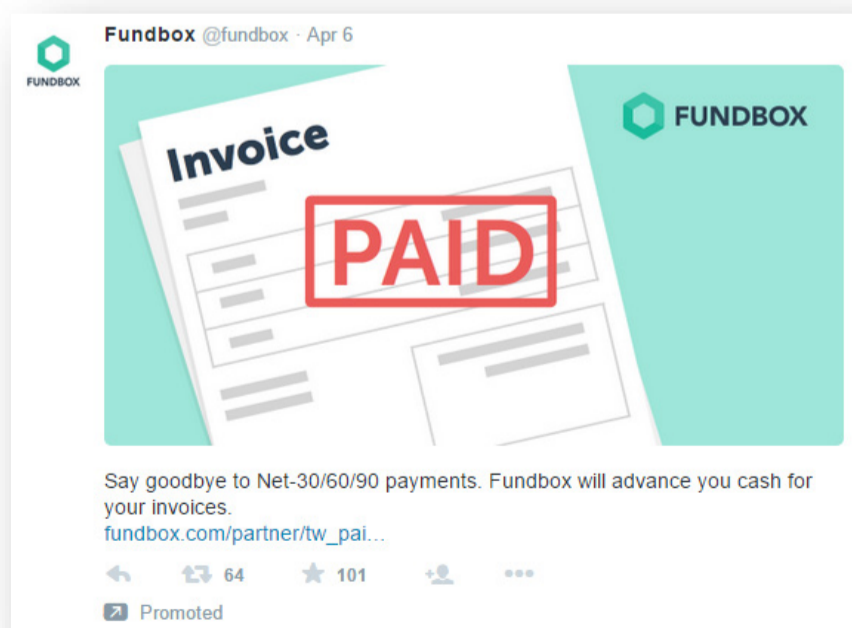 Fundbox @fundbox · Apr 6
FUNDBOX
FUNDBOX
Invoice
PAID
Say goodbye to Net-30/60/90 payments. Fundbox will advance you cash for
your invoices.
fundbox.com/partner/tw_pai...
64 101
Promoted